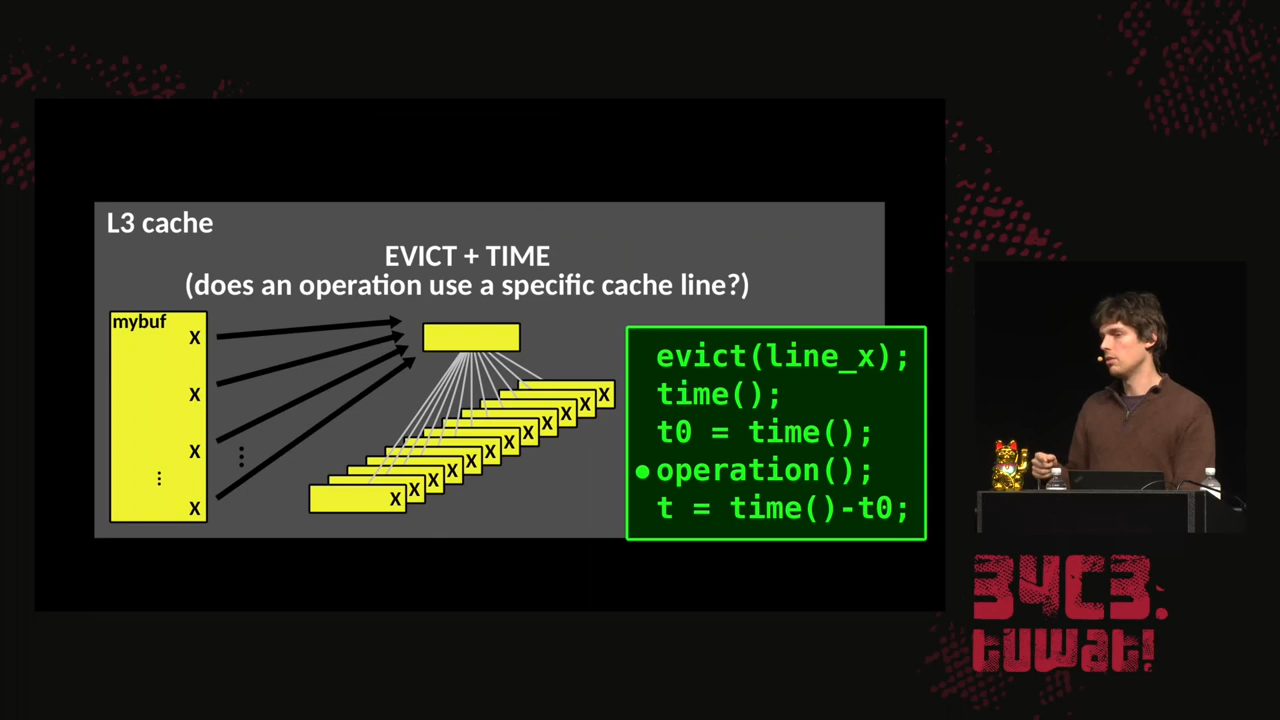 L3 cache
EVICT + TIME
(does an operation use a specific cache line?)
mybuf
X
X
X
⋮
X
⋮
X
X
X
X
X
X
X
X
X
X
X
X
evict(line_x);
time();
t0 = time();
●operation();
t = time()-t0;
34C3.
tuwat!